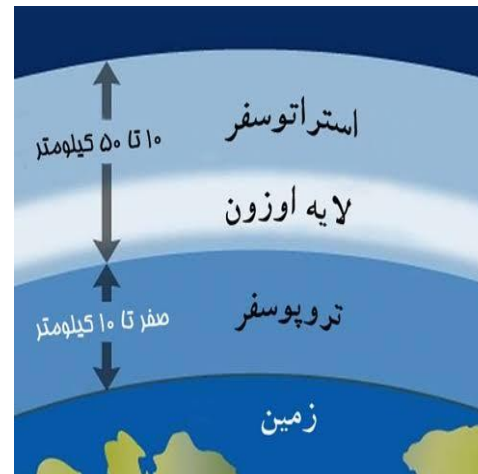 استراتوسفر
۱۰ تا ۵۰ کیلومتر
لایه اوزون
تروپوسفر
صفر تا ۱۰ کیلومتر
زمین